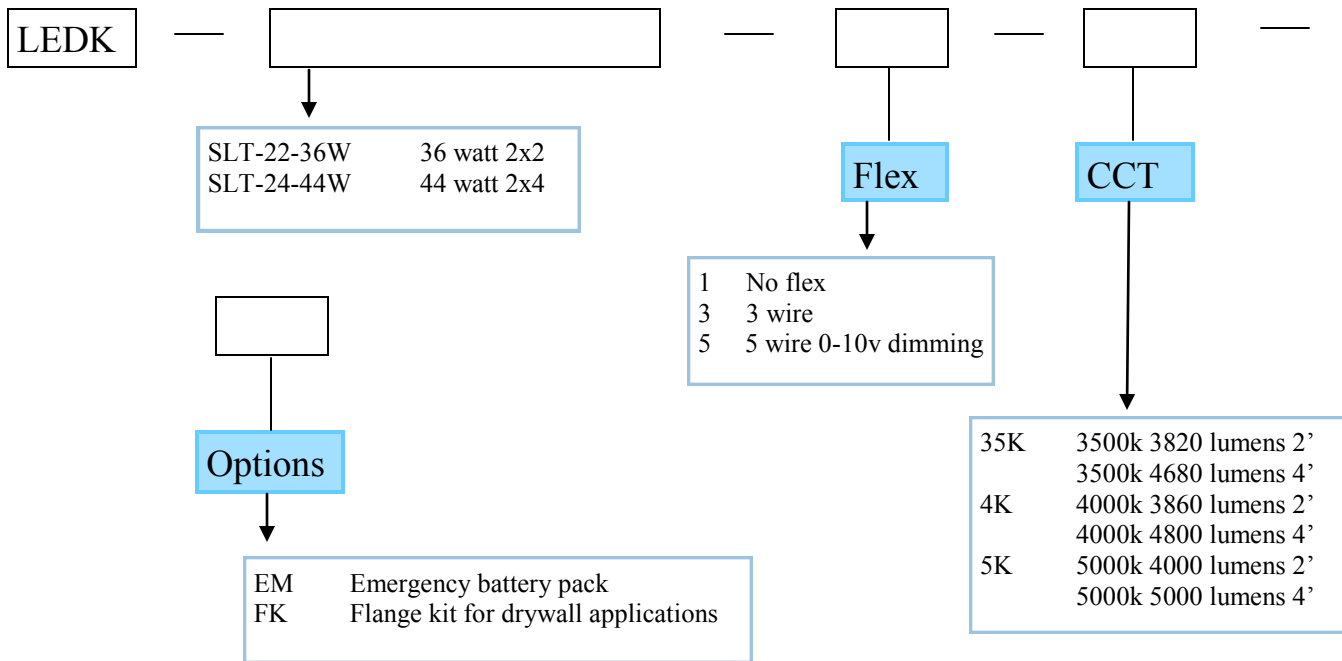 LEDK
SLT-22-36W 36 watt 2x2
SLT-24-44W 44 watt 2x4
Flex
CCT
1 No flex
3 3 wire
5 5 wire 0-10v dimming
Options
35K 3500k 3820 lumens 2’
3500k 4680 lumens 4’
4K 4000k 3860 lumens 2’
4000k 4800 lumens 4’
5K 5000k 4000 lumens 2’
5000k 5000 lumens 4’
EM Emergency battery pack
FK Flange kit for drywall applications